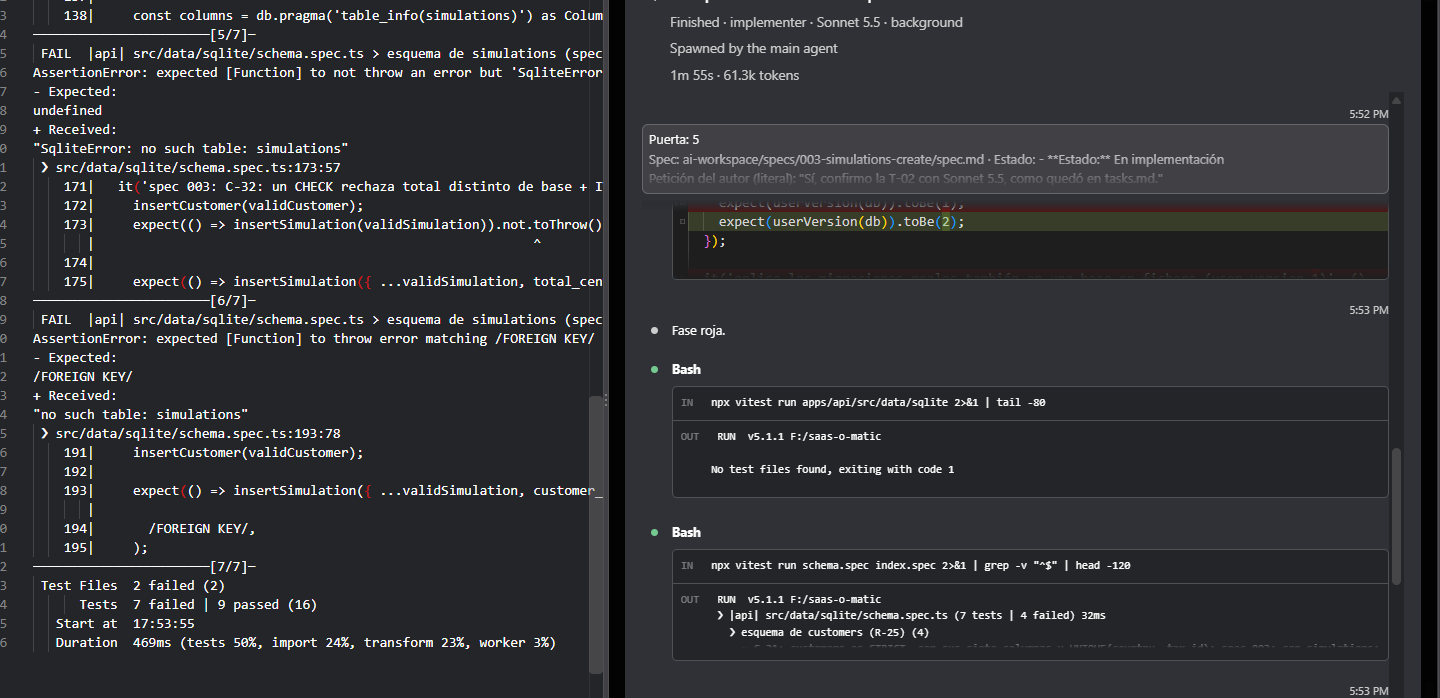 138|     const columns = db.pragma('table_info(simulations)') as Colum
[5/7]
FAIL  |api| src/data/sqlite/schema.spec.ts > esquema de simulations (spec
AssertionError: expected [Function] to not throw an error but 'SqliteError
- Expected:
undefined
+ Received:
"SqliteError: no such table: simulations"
❯ src/data/sqlite/schema.spec.ts:173:57
171|   it('spec 003: C-32: un CHECK rechaza total distinto de base + I
172|     insertCustomer(validCustomer);
173|     expect(() => insertSimulation(validSimulation)).not.toThrow()
|                                                         ^
174|
175|     expect(() => insertSimulation({ ...validSimulation, total_cen
[6/7]
FAIL  |api| src/data/sqlite/schema.spec.ts > esquema de simulations (spec
AssertionError: expected [Function] to throw error matching /FOREIGN KEY/
- Expected:
/FOREIGN KEY/
+ Received:
"no such table: simulations"
❯ src/data/sqlite/schema.spec.ts:193:78
191|     insertCustomer(validCustomer);
192|
193|     expect(() => insertSimulation({ ...validSimulation, customer_
|
194|       /FOREIGN KEY/,
195|     );
[7/7]
Test Files  2 failed (2)
Tests  7 failed | 9 passed (16)
Start at  17:53:55
Duration  469ms (tests 50%, import 24%, transform 23%, worker 3%)
Finished · implementer · Sonnet 5.5 · background
Spawned by the main agent
1m 55s · 61.3k tokens
5:52 PM
Puerta: 5
Spec: ai-workspace/specs/003-simulations-create/spec.md · Estado: - **Estado:** En implementación
Petición del autor (literal): "Sí, confirmo la T-02 con Sonnet 5.5, como quedó en tasks.md."
expect(userVersion(db)).toBe(1);
expect(userVersion(db)).toBe(2);
});
5:53 PM
Fase roja.
Bash
IN npx vitest run apps/api/src/data/sqlite 2>&1 | tail -80
OUT RUN v5.1.1 F:/saas-o-matic
No test files found, exiting with code 1
Bash
IN npx vitest run schema.spec index.spec 2>&1 | grep -v "^$" | head -120
OUT RUN v5.1.1 F:/saas-o-matic
❯ |api| src/data/sqlite/schema.spec.ts (7 tests | 4 failed) 32ms
❯ esquema de customers (R-25) (4)
5:53 PM